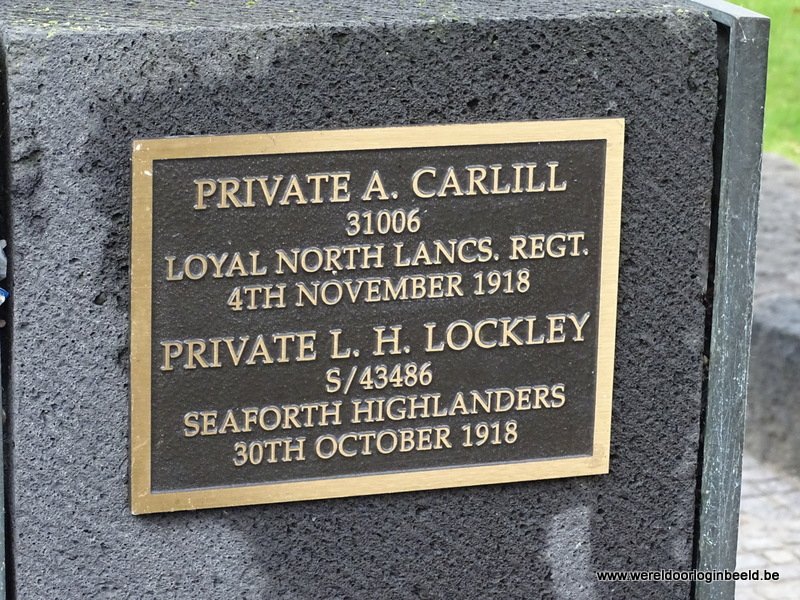 PRIVATE A. CARLILL
31006
LOYAL NORTH LANCS. REGT.
4TH NOVEMBER 1918
PRIVATE L. H. LOCKLEY
S/43486
SEAFORTH HIGHLANDERS
30TH OCTOBER 1918
www.wereldoorloginbeeld.be